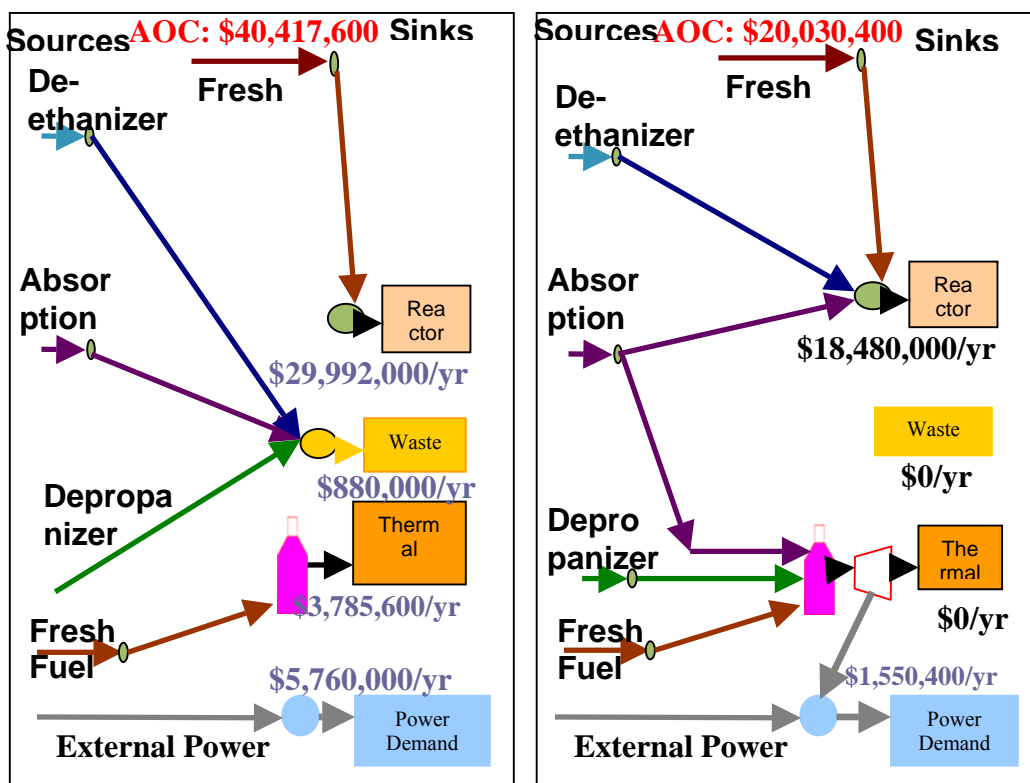 Sources
AOC: $40,417,600
Sinks
De-
ethanizer
Fresh
Absor
ption
Rea
ctor
$29,992,000/yr
Waste
$880,000/yr
Depropa
nizer
Therm
al
$3,785,600/yr
Fresh
Fuel
$5,760,000/yr
External Power
Power
Demand
Sources
AOC: $20,030,400
Sinks
Fresh
De-
ethanizer
Absor
ption
Rea
ctor
$18,480,000/yr
Waste
$0/yr
Depro
panizer
The
rmal
$0/yr
Fresh
Fuel
$1,550,400/yr
External Power
Power
Demand